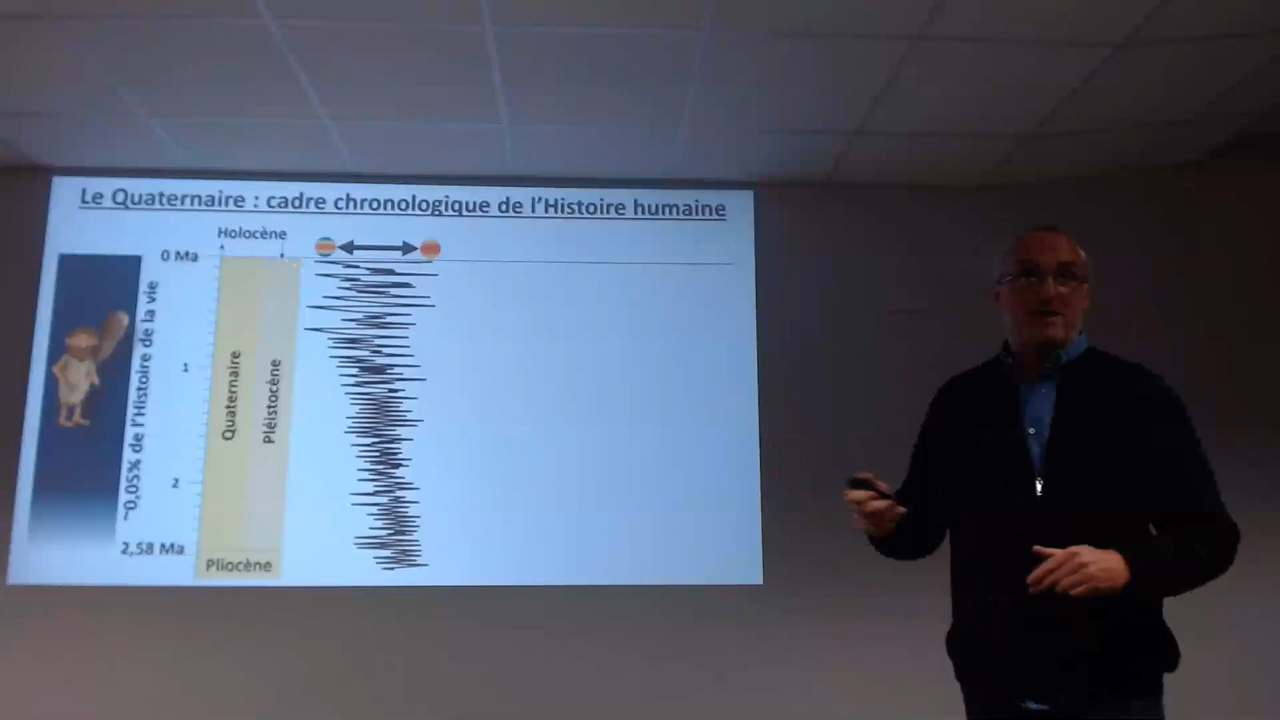 Le Quaternaire : cadre chronologique de l'Histoire humaine
Holocène
0 Ma
~0,05% de l'Histoire de la vie
1
Quaternaire
Pléistocène
2
2,58 Ma
Pliocène